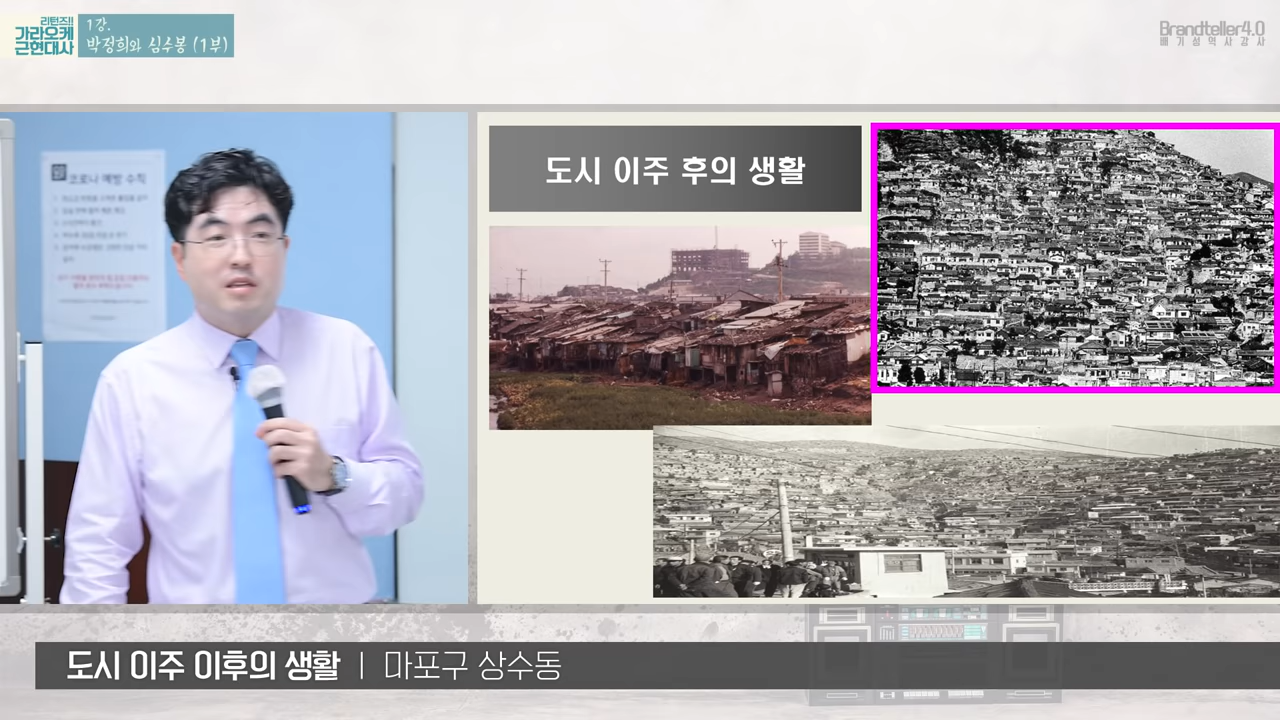 리턴즈!!
가라오케
근현대사
1강.
박정희와 심수봉 (1부)
Brandteller4.0
배기성역사강사
코로나 예방 수칙
도시 이주 후의 생활
도시 이주 이후의 생활 | 마포구 상수동